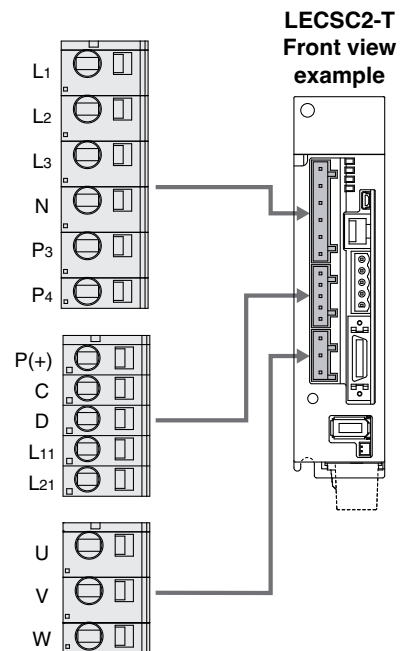 LECSC2-T
Front view
example
L1
L2
L3
N
P3
P4
P(+)
C
D
L11
L21
U
V
W